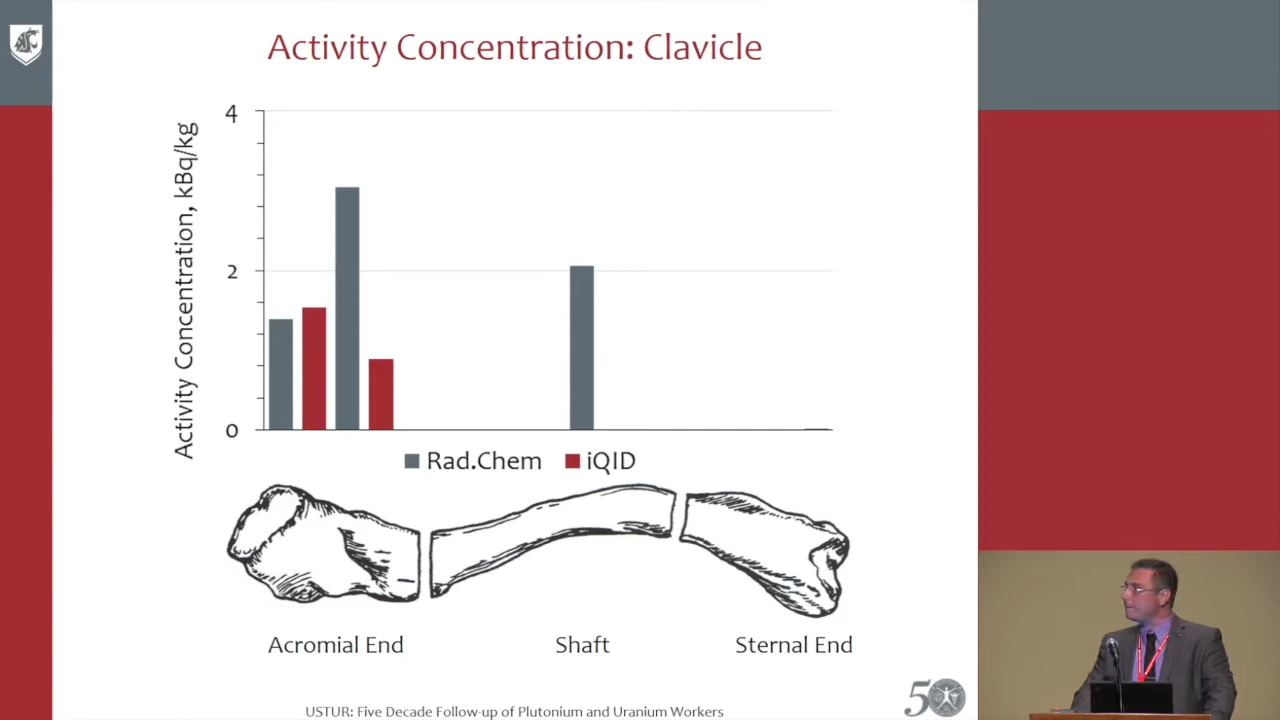 Activity Concentration: Clavicle
Activity Concentration, kBq/kg
4
2
0
Rad.Chem iQID
Acromial End Shaft Sternal End
USTUR: Five Decade Follow-up of Plutonium and Uranium Workers
50